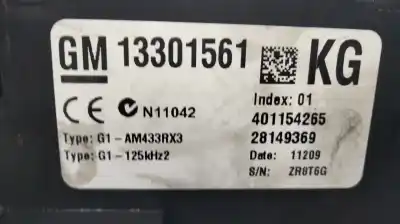 GM 13301561 KG
CE N11042
Index: 01
401154265
Type: G1-AM433RX3
28149369
Type: G1-125kHz2
Date: 11209
S/N: ZR8T6G